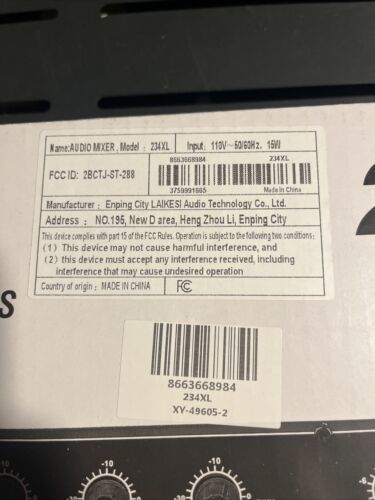 Name:AUDIO MIXER, Model : 234XL Input: 110V~50/60Hz, 15W
8663668984 234XL
FCC ID: 2BCTJ-ST-288
3759991665 Made in China
Manufacturer : Enping City LAIKESI Audio Technology Co., Ltd.
Address : NO.195, New D area, Heng Zhou Li, Enping City
This device complies with part 15 of the FCC Rules. Operation is subject to the following two conditions:
(1) This device may not cause harmful interference, and
(2) this device must accept any interference received, including
interference that may cause undesired operation
Country of origin : MADE IN CHINA FC
8663668984
234XL
XY-49605-2
-10 -10 -10
-30 -30 -6